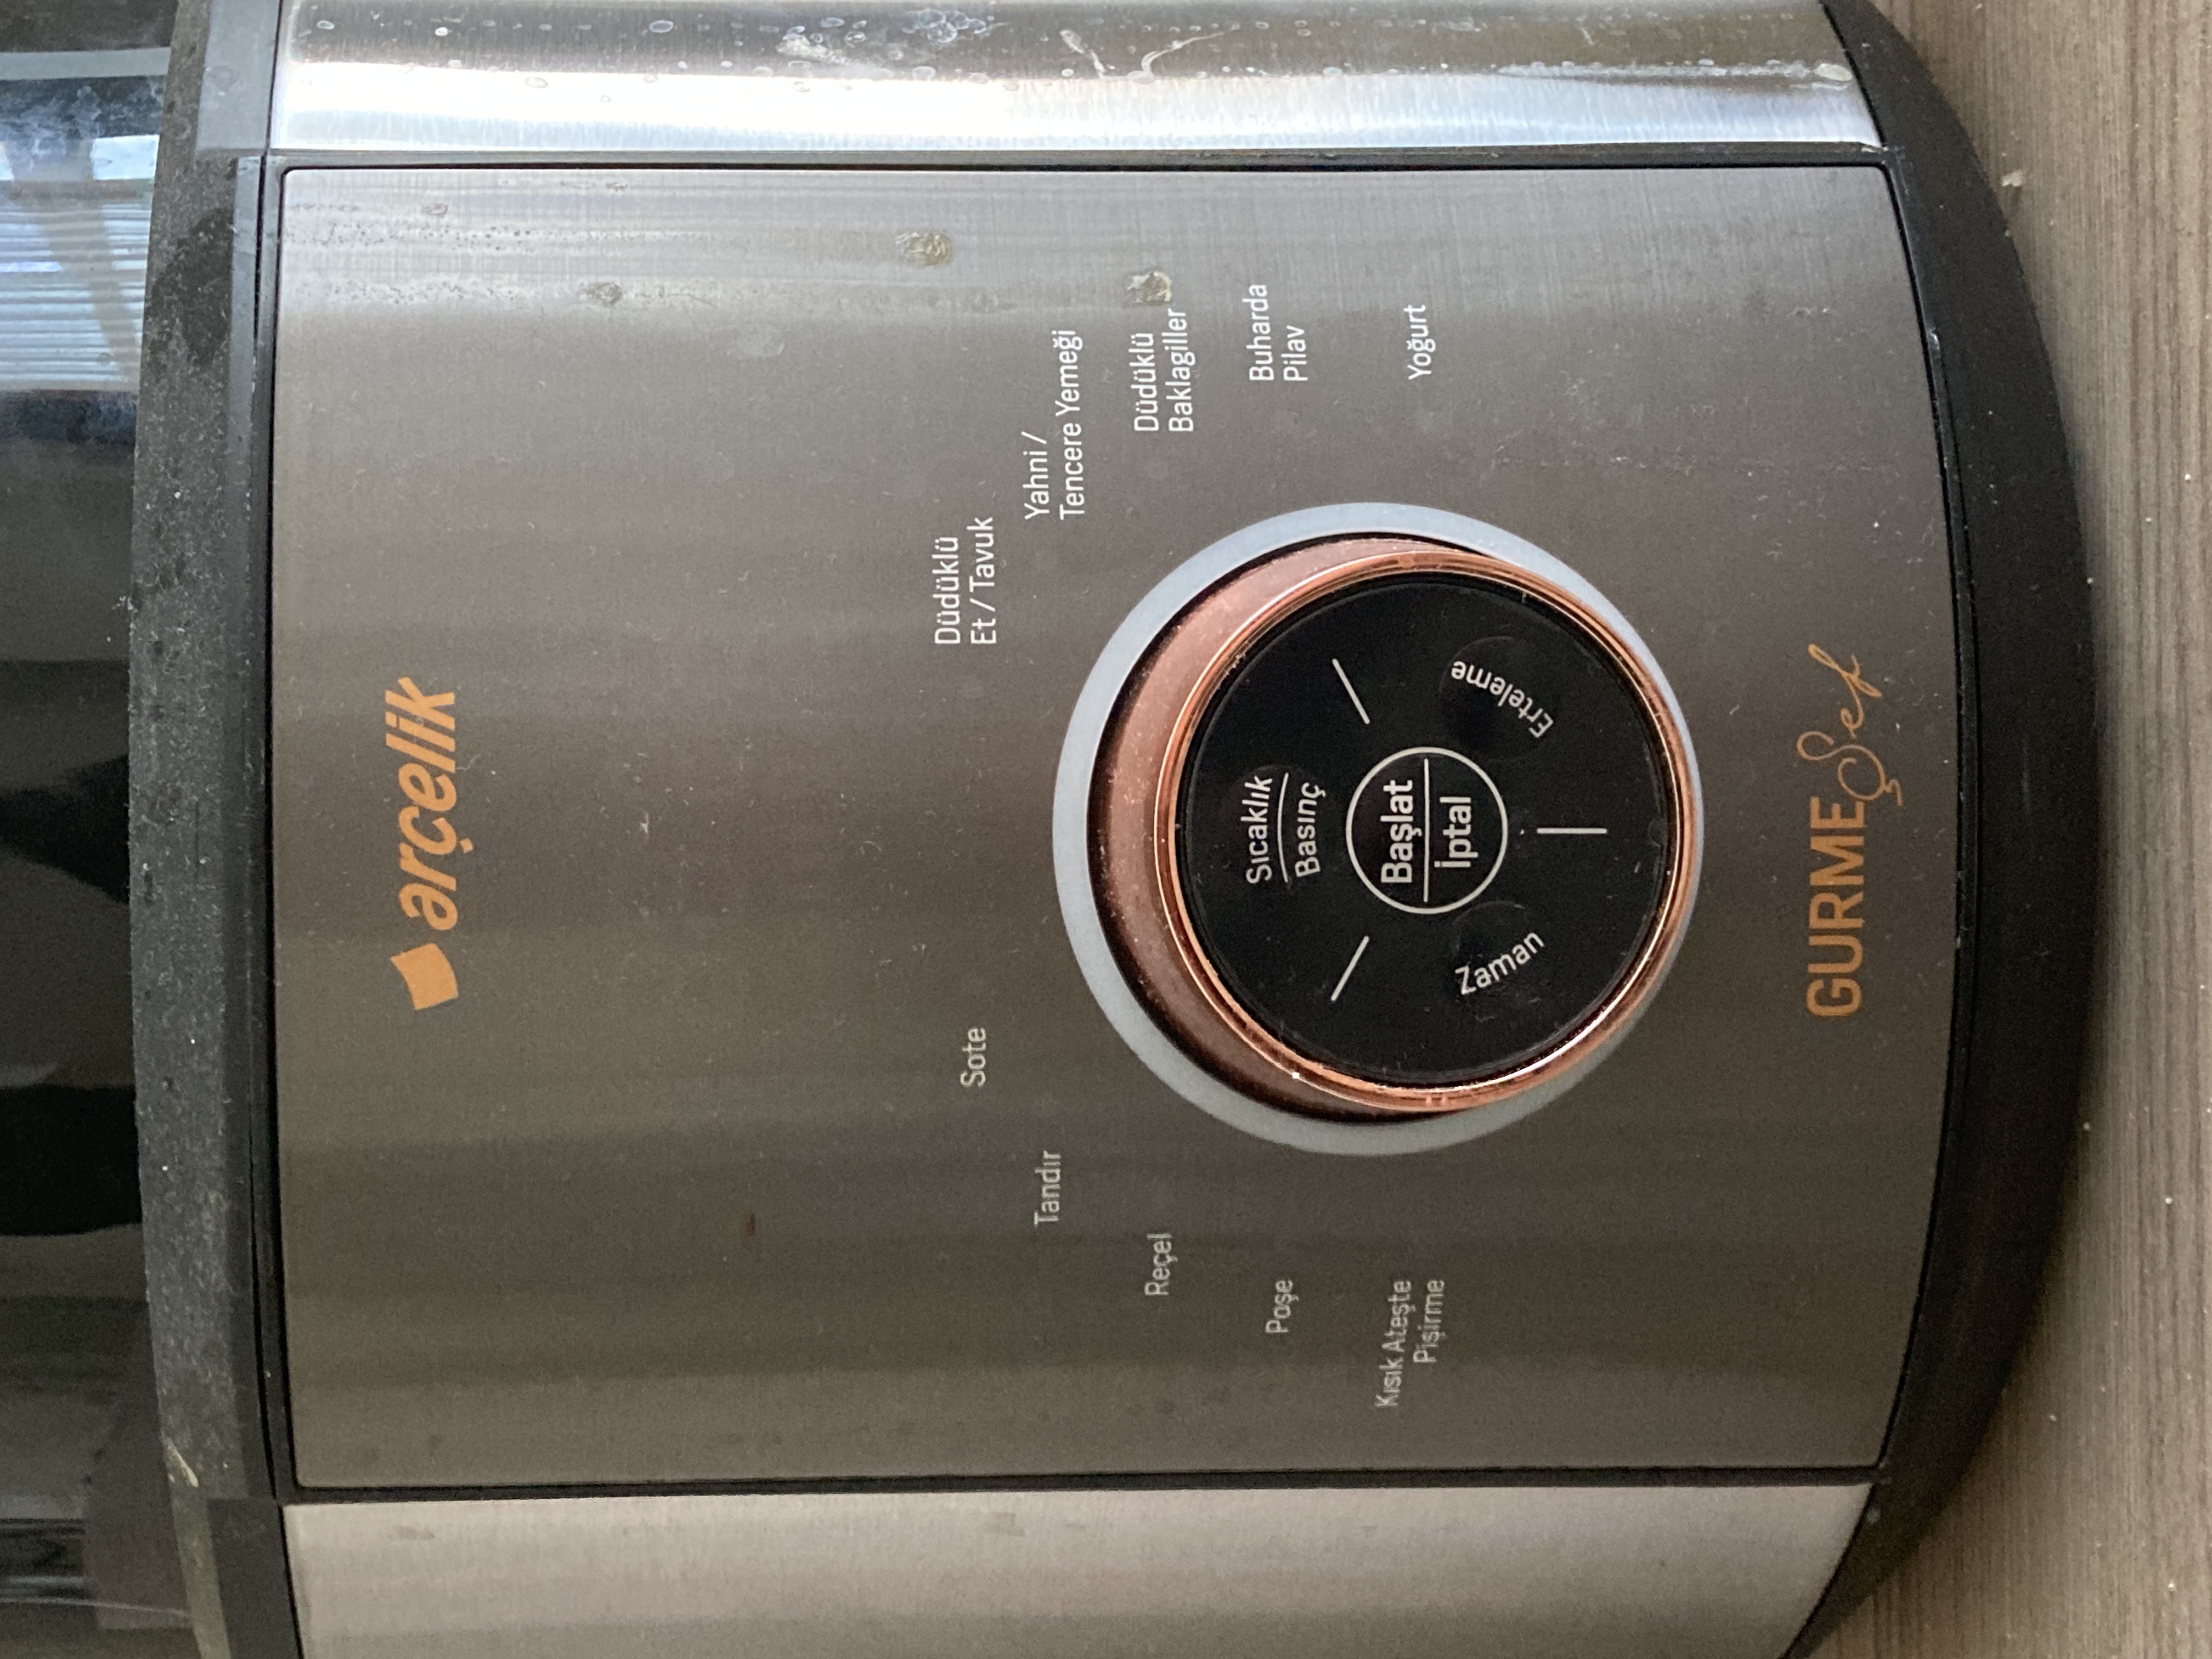 arçelik
Sote
Tandır
Reçel
Poşe
Kısık Ateşte
Pişirme
Düdüklü
Et / Tavuk
Yahni /
Tencere Yemeği
Düdüklü
Baklagiller
Buharda
Pilav
Yoğurt
Sıcaklık
Basınç
Başlat
İptal
Zaman
Erteleme
GURME Şef